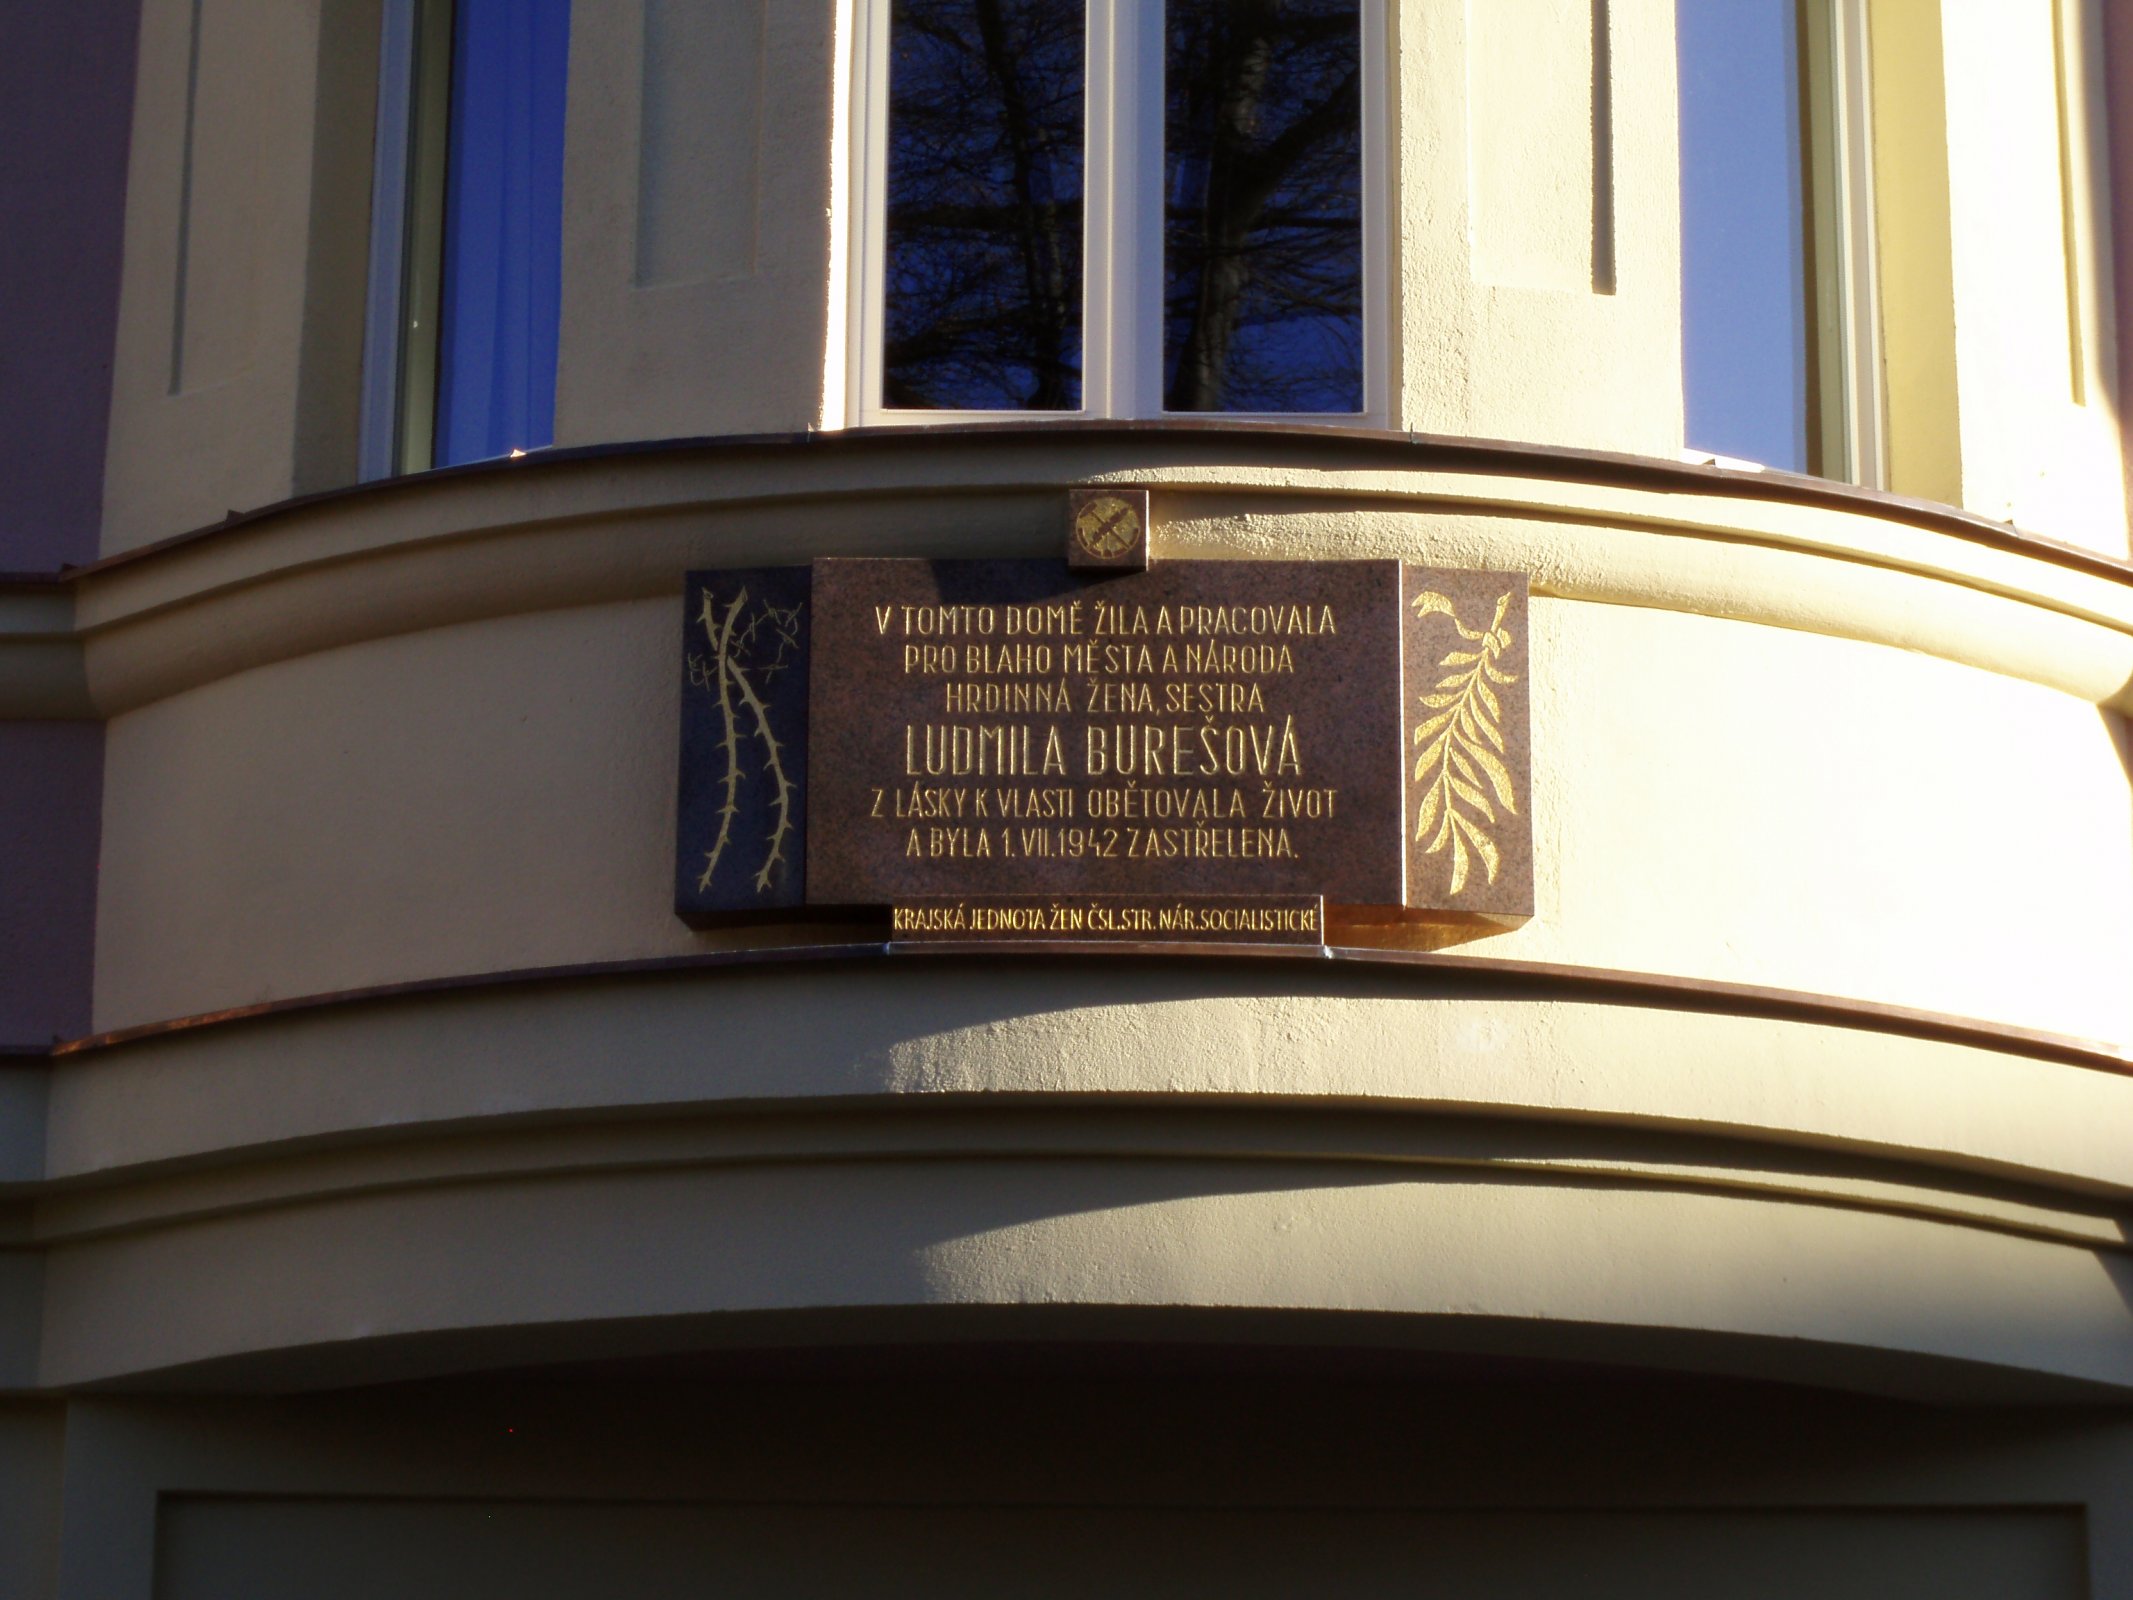 V TOMTO DOMĚ ŽILA A PRACOVALA
PRO BLAHO MĚSTA A NÁRODA
HRDINNÁ ŽENA, SESTRA
LUDMILA BUREŠOVÁ
Z LÁSKY K VLASTI OBĚTOVALA ŽIVOT
A BYLA 1. VII. 1942 ZASTŘELENA.
KRAJSKÁ JEDNOTA ŽEN ČSL. STR. NÁR. SOCIALISTICKÉ